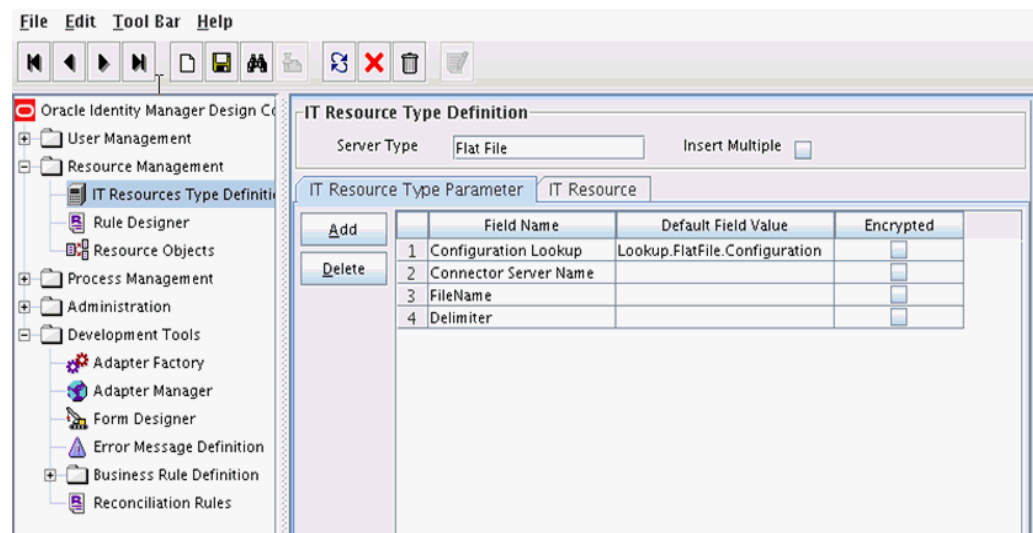 File Edit Tool Bar Help
Oracle Identity Manager Design Co
User Management
Resource Management
IT Resources Type Definiti
Rule Designer
Resource Objects
Process Management
Administration
Development Tools
Adapter Factory
Adapter Manager
Form Designer
Error Message Definition
Business Rule Definition
Reconciliation Rules
IT Resource Type Definition
Server Type Flat File Insert Multiple
IT Resource Type Parameter IT Resource
Add
Delete
Field Name Default Field Value Encrypted
1 Configuration Lookup Lookup.FlatFile.Configuration
2 Connector Server Name
3 FileName
4 Delimiter